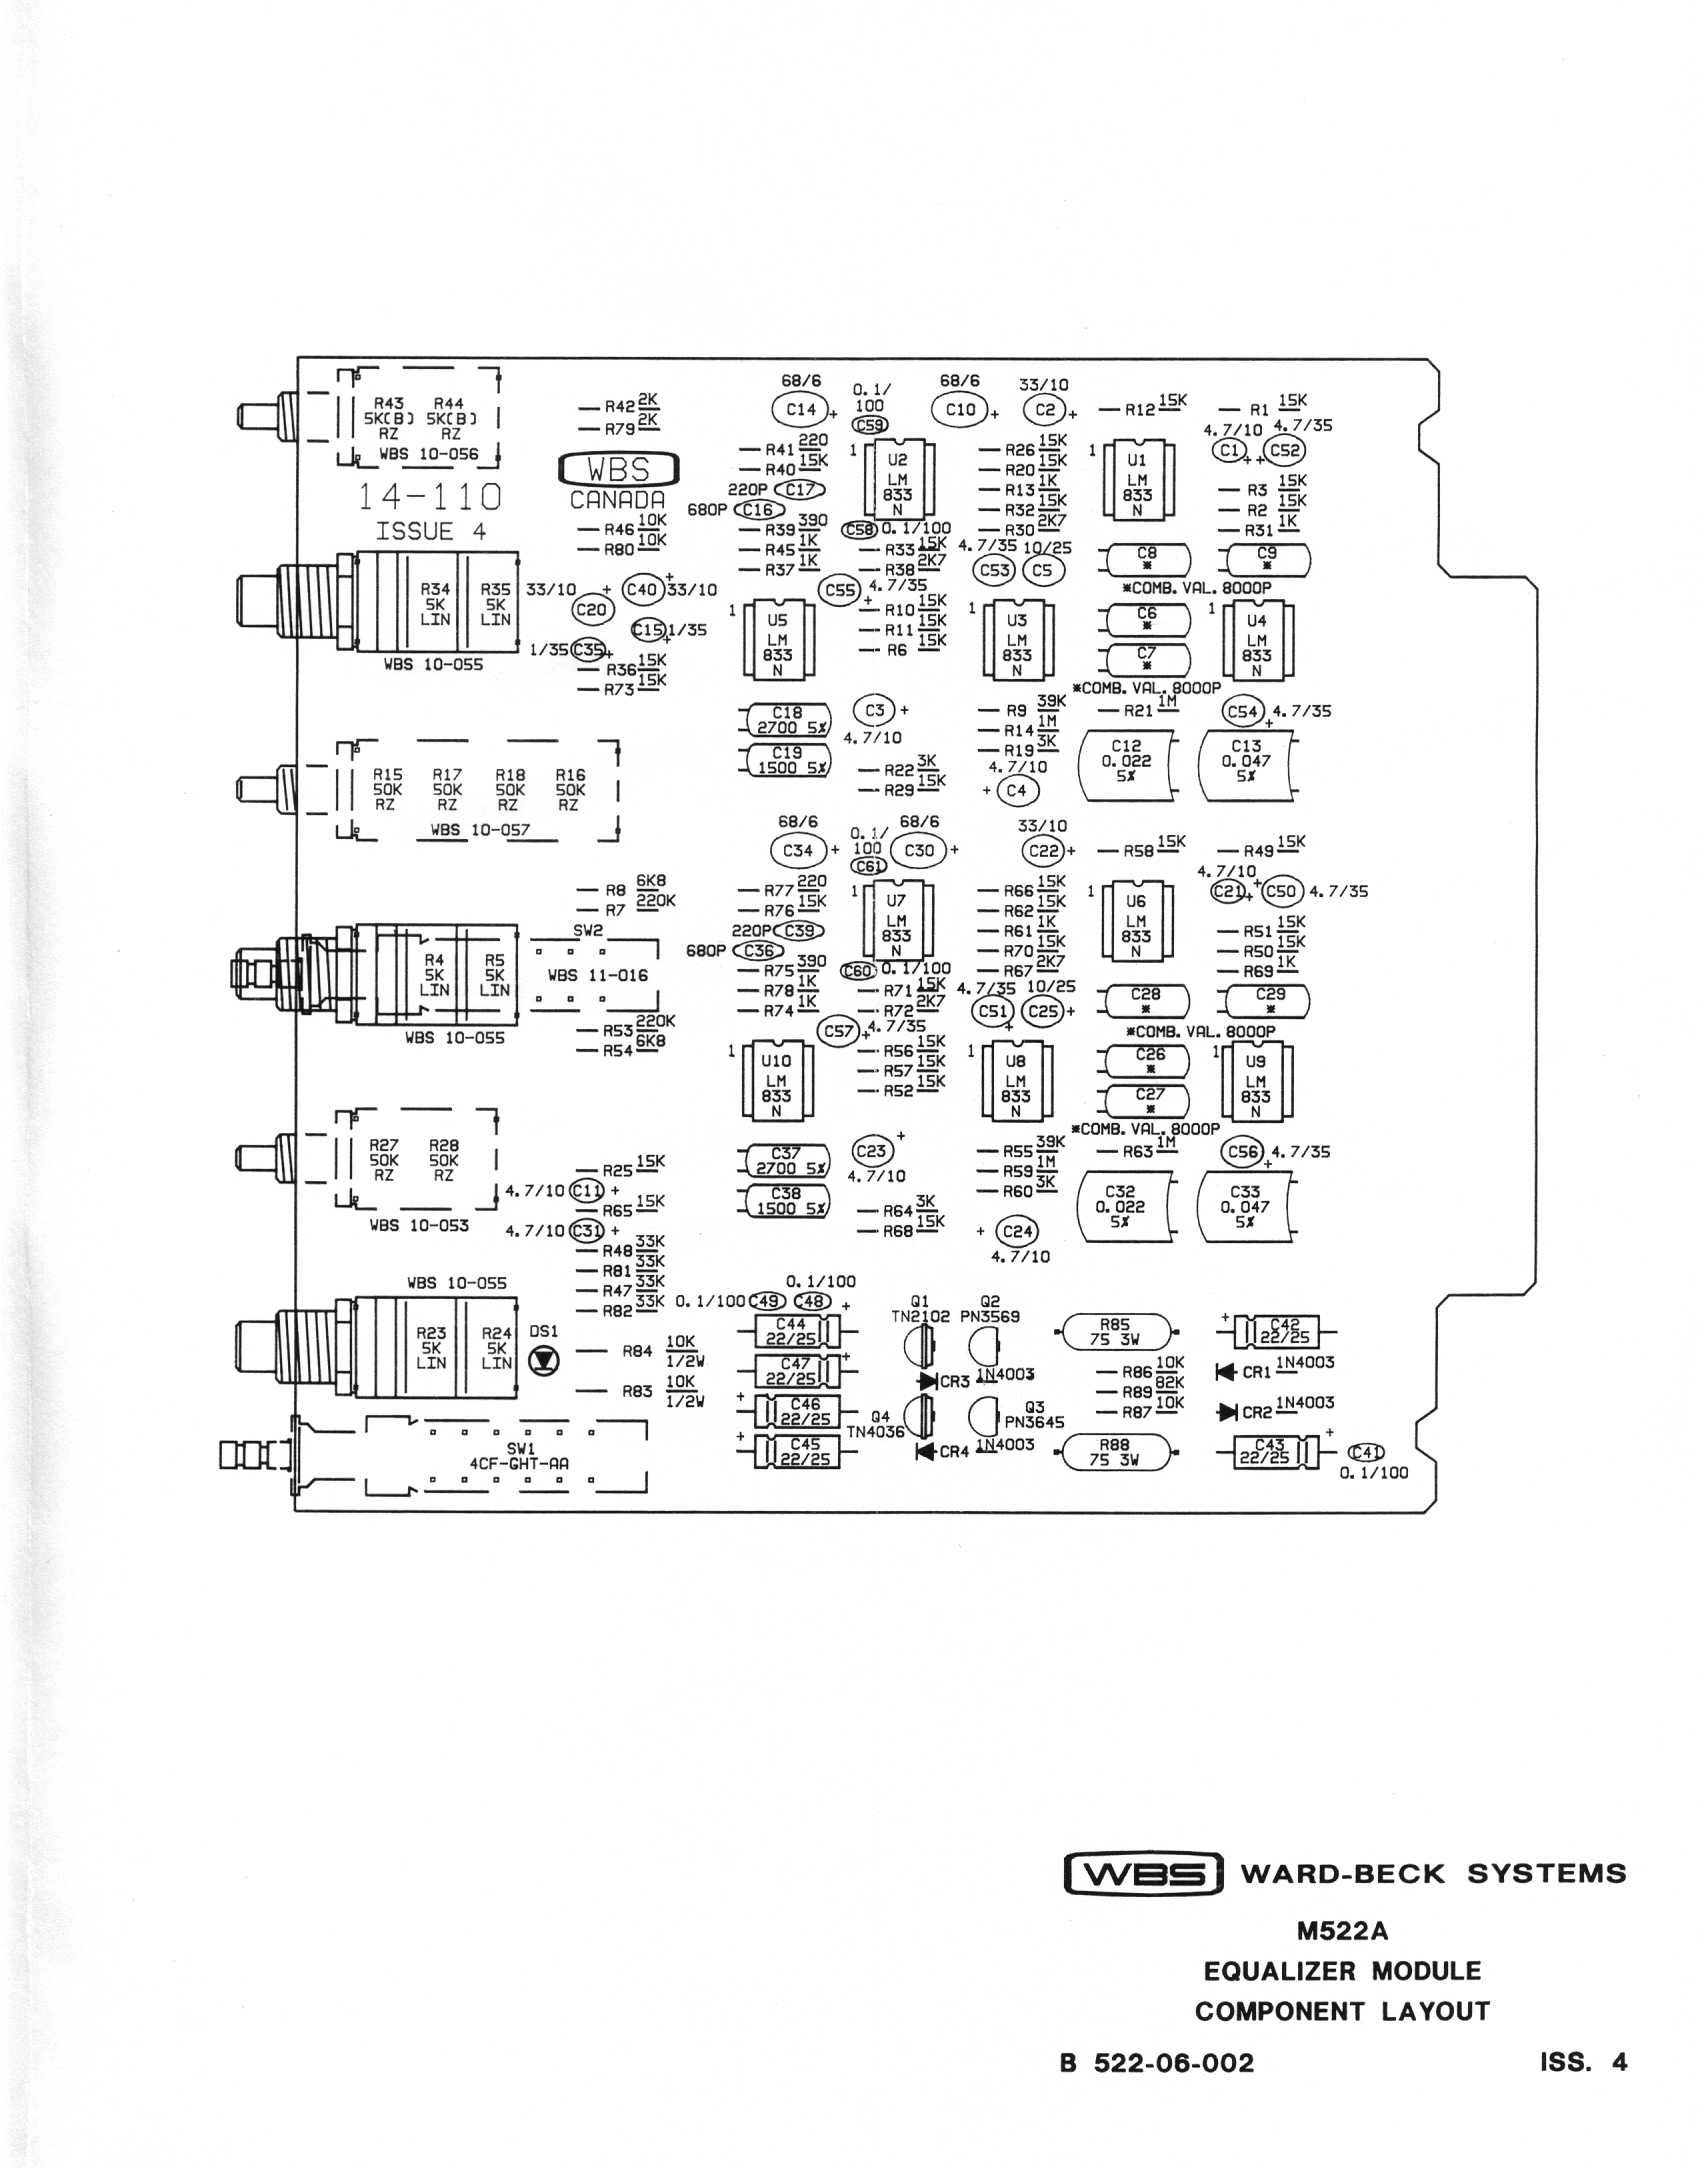 68/6 0.1/ 68/6 33/10
R43 R44 R42 2K C14 + 100 C10 + C2 + R12 15K R1 15K
5K(B) 5K(B) R79 2K C59 4.7/10 4.7/35
RZ RZ R41 220 1 U2 R26 15K 1 U1 C1 + + C52
WBS 10-056 WBS R40 15K LM R20 15K LM
14-110 CANADA 220P C17 833 R13 1K 833 R3 15K
680P C16 N R32 15K N R2 15K
ISSUE 4 R46 10K R39 390 C58 0.1/100 R30 2K7 R31 1K
R80 10K R45 1K R33 15K 4.7/35 10/25 C8 C9
R37 1K R38 2K7 C53 C5 * *
R34 R35 33/10 + C40 + 33/10 C55 4.7/35 *COMB. VAL. 8000P
5K 5K C20 1 U5 + R10 15K 1 U3 C6 1 U4
LIN LIN C15 1/35 LM R11 15K LM * LM
WBS 10-055 1/35 C35 + + 833 R6 15K 833 C7 833
R36 15K N N * N
R73 15K *COMB. VAL. 8000P
C18 C3 + R9 39K R21 1M C54 4.7/35
2700 5% 4.7/10 R14 1M +
C19 R19 3K C12 C13
R15 R17 R18 R16 1500 5% R22 3K 4.7/10 0.022 0.047
50K 50K 50K 50K R29 15K + C4 5% 5%
RZ RZ RZ RZ
WBS 10-057 68/6 0.1/ 68/6 33/10
C34 + 100 C30 + C22 + R58 15K R49 15K
C61 4.7/10
R8 6K8 R77 220 1 U7 R66 15K 1 U6 C21 + + C50 4.7/35
R7 220K R76 15K LM R62 15K LM
SW2 220P C39 833 R61 1K 833 R51 15K
680P C36 N R70 15K N R50 15K
R4 R5 WBS 11-016 R75 390 C60 0.1/100 R67 2K7 R69 1K
5K 5K R78 1K R71 15K 4.7/35 10/25 C28 C29
LIN LIN R74 1K R72 2K7 C51 C25 + * *
WBS 10-055 R53 220K C57 + 4.7/35 + *COMB. VAL. 8000P
R54 6K8 1 U10 R56 15K 1 U8 C26 1 U9
LM R57 15K LM * LM
833 R52 15K 833 C27 833
N N * N
*COMB. VAL. 8000P
R27 R28 R25 15K C37 C23 + R55 39K R63 1M C56 4.7/35
50K 50K 2700 5% 4.7/10 R59 1M +
RZ RZ 4.7/10 C11 + C38 R60 3K C32 C33
WBS 10-053 R65 15K 1500 5% R64 3K 0.022 0.047
4.7/10 C31 + R68 15K + C24 5% 5%
R48 33K 4.7/10
R81 33K
WBS 10-055 R47 33K 0.1/100
R82 33K 0.1/100 C49 C48 + Q1 Q2
TN2102 PN3569
R23 R24 DS1 C44 R85 + C42
5K 5K R84 10K 22/25 75 3W 22/25
LIN LIN 1/2W C47 + R86 10K CR1 1N4003
R83 10K 22/25 CR3 1N4003 R89 82K
1/2W + C46 Q4 Q3 R87 10K CR2 1N4003
22/25 TN4036 PN3645
SW1 + C45 CR4 1N4003 R88 C43 + C41
4CF-GHT-AA 22/25 75 3W 22/25 0.1/100
WBS WARD-BECK SYSTEMS
M522A
EQUALIZER MODULE
COMPONENT LAYOUT
B 522-06-002 ISS. 4